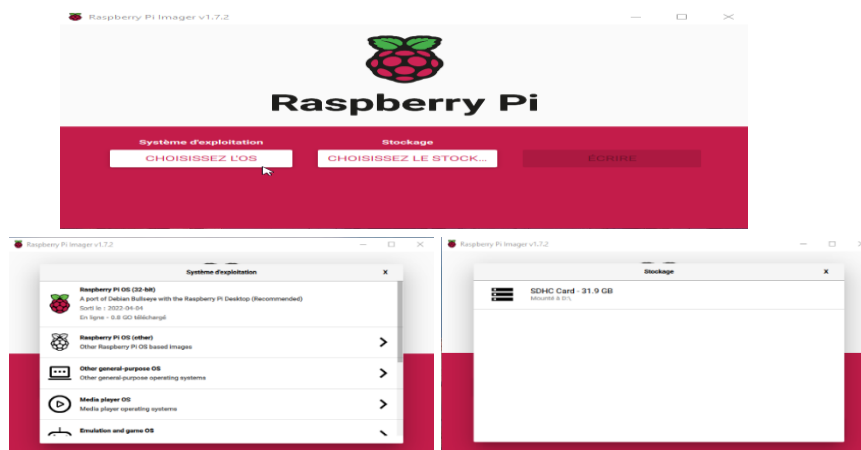 Raspberry Pi Imager v1.7.2
Raspberry Pi
Système d'exploitation
Stockage
CHOISISSEZ L'OS
CHOISISSEZ LE STOCK...
ÉCRIRE
Raspberry Pi Imager v1.7.2
Système d'exploitation
X
Raspberry Pi OS (32-bit)
A port of Debian Bullseye with the Raspberry Pi Desktop (Recommended)
Sorti le : 2022-04-04
En ligne - 0.8 GO téléchargé
Raspberry Pi OS (other)
Other Raspberry Pi OS based images
Other general-purpose OS
Other general-purpose operating systems
Media player OS
Media player operating systems
Emulation and game OS
Raspberry Pi Imager v1.7.2
Stockage
X
SDHC Card - 31.9 GB
Mounté à D:\